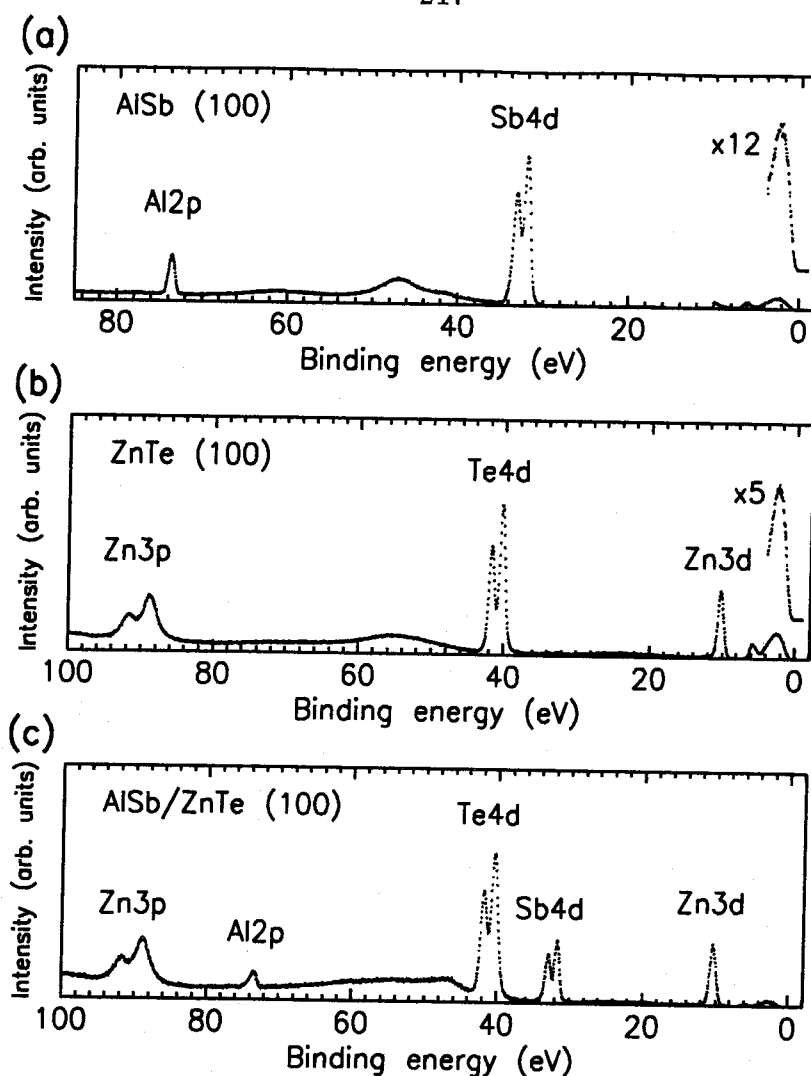 (a)
AlSb (100)
Sb4d
x12
Al2p
Intensity (arb. units)
80 60 40 20 0
Binding energy (eV)
(b)
ZnTe (100)
Te4d
x5
Zn3p
Zn3d
Intensity (arb. units)
100 80 60 40 20 0
Binding energy (eV)
(c)
AlSb/ZnTe (100)
Te4d
Zn3p
Al2p
Sb4d
Zn3d
Intensity (arb. units)
100 80 60 40 20 0
Binding energy (eV)